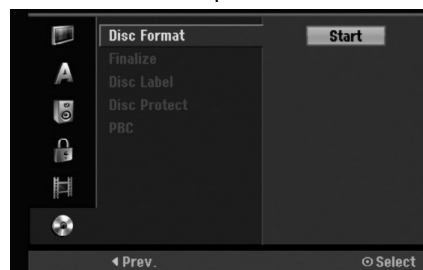 Disc Format
Start
Finalize
Disc Label
Disc Protect
PBC
A
◀ Prev.
⊙ Select